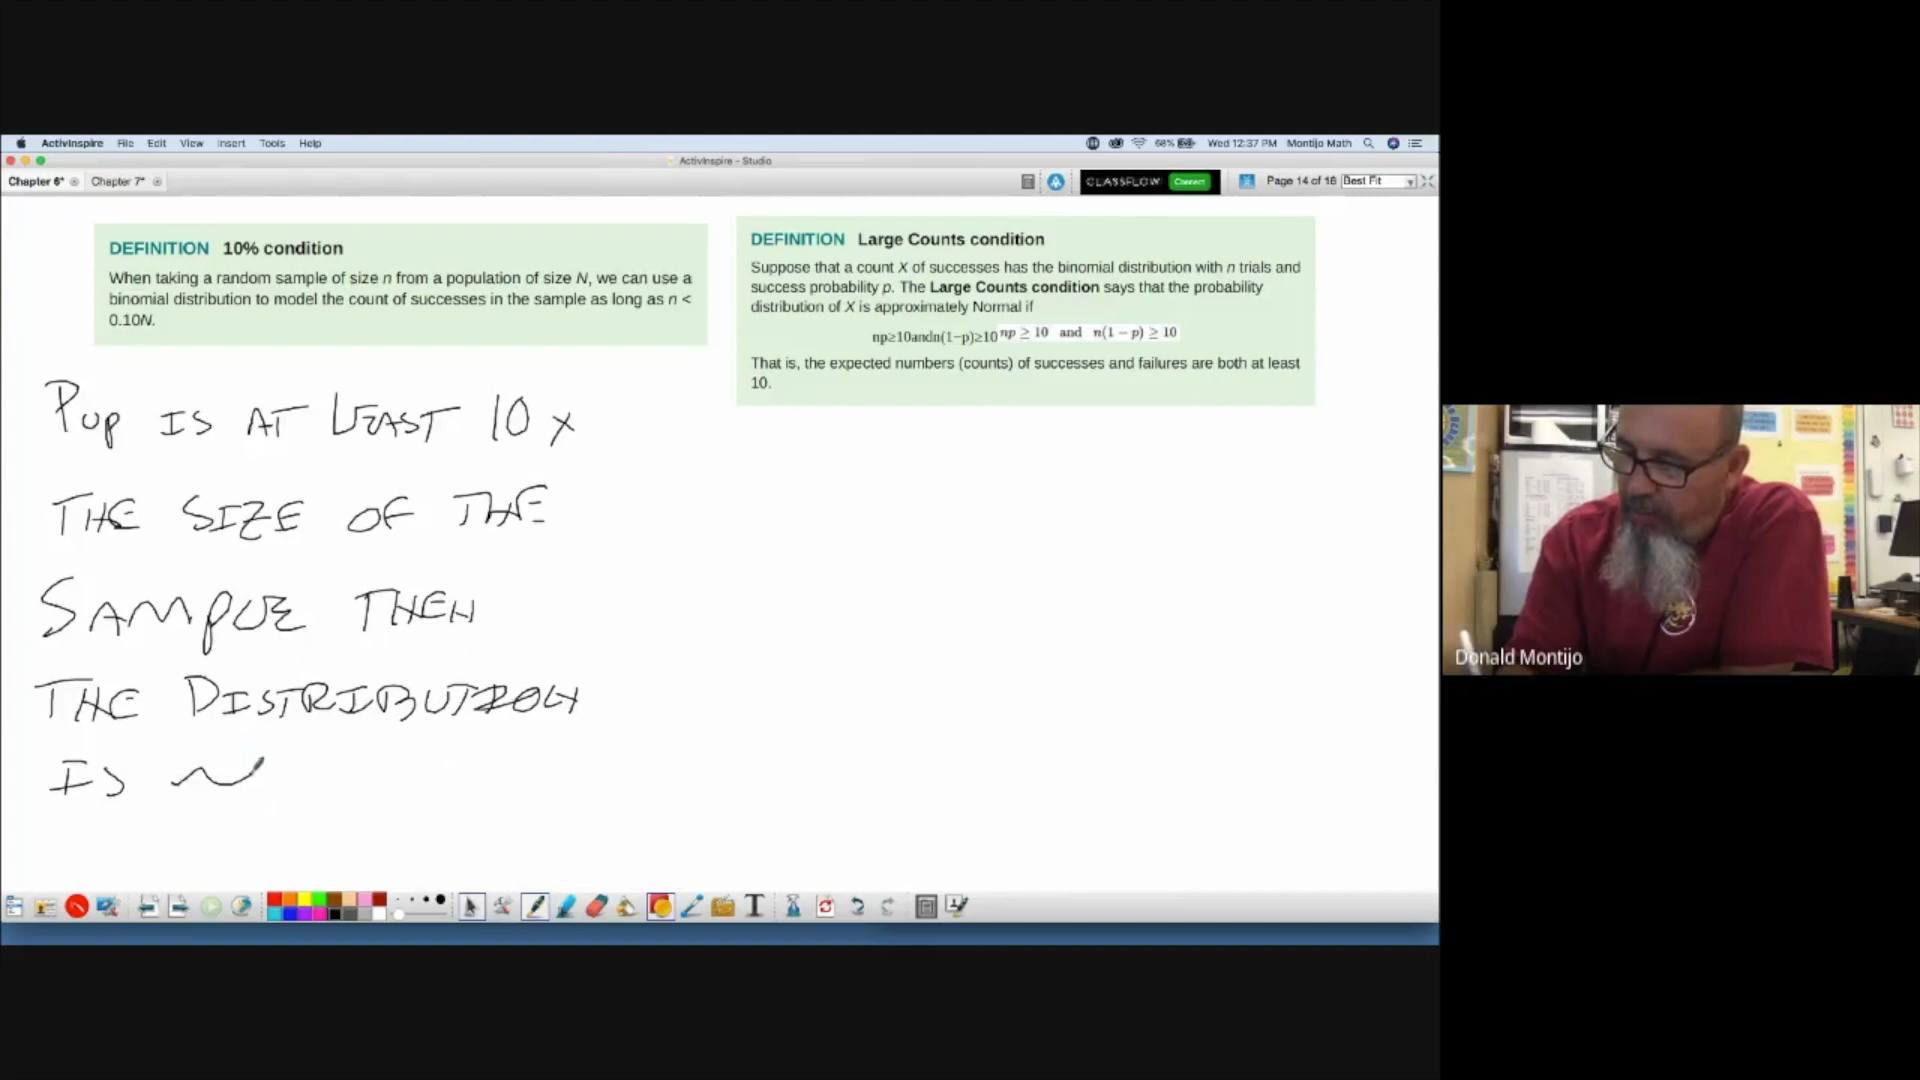 ActivInspire File Edit View Insert Tools Help
68% Wed 12:37 PM Montijo Math
ActivInspire - Studio
Chapter 6* Chapter 7*
CLASSFLOW Connect
Page 14 of 16 Best Fit
DEFINITION 10% condition
When taking a random sample of size n from a population of size N, we can use a
binomial distribution to model the count of successes in the sample as long as n <
0.10N.
DEFINITION Large Counts condition
Suppose that a count X of successes has the binomial distribution with n trials and
success probability p. The Large Counts condition says that the probability
distribution of X is approximately Normal if
np≥10andn(1−p)≥10 np ≥ 10 and n(1 − p) ≥ 10
That is, the expected numbers (counts) of successes and failures are both at least
10.
Pop IS AT LEAST 10 x
THE SIZE OF THE
SAMPLE THEN
THE DISTRIBUTION
IS ~
T
Donald Montijo